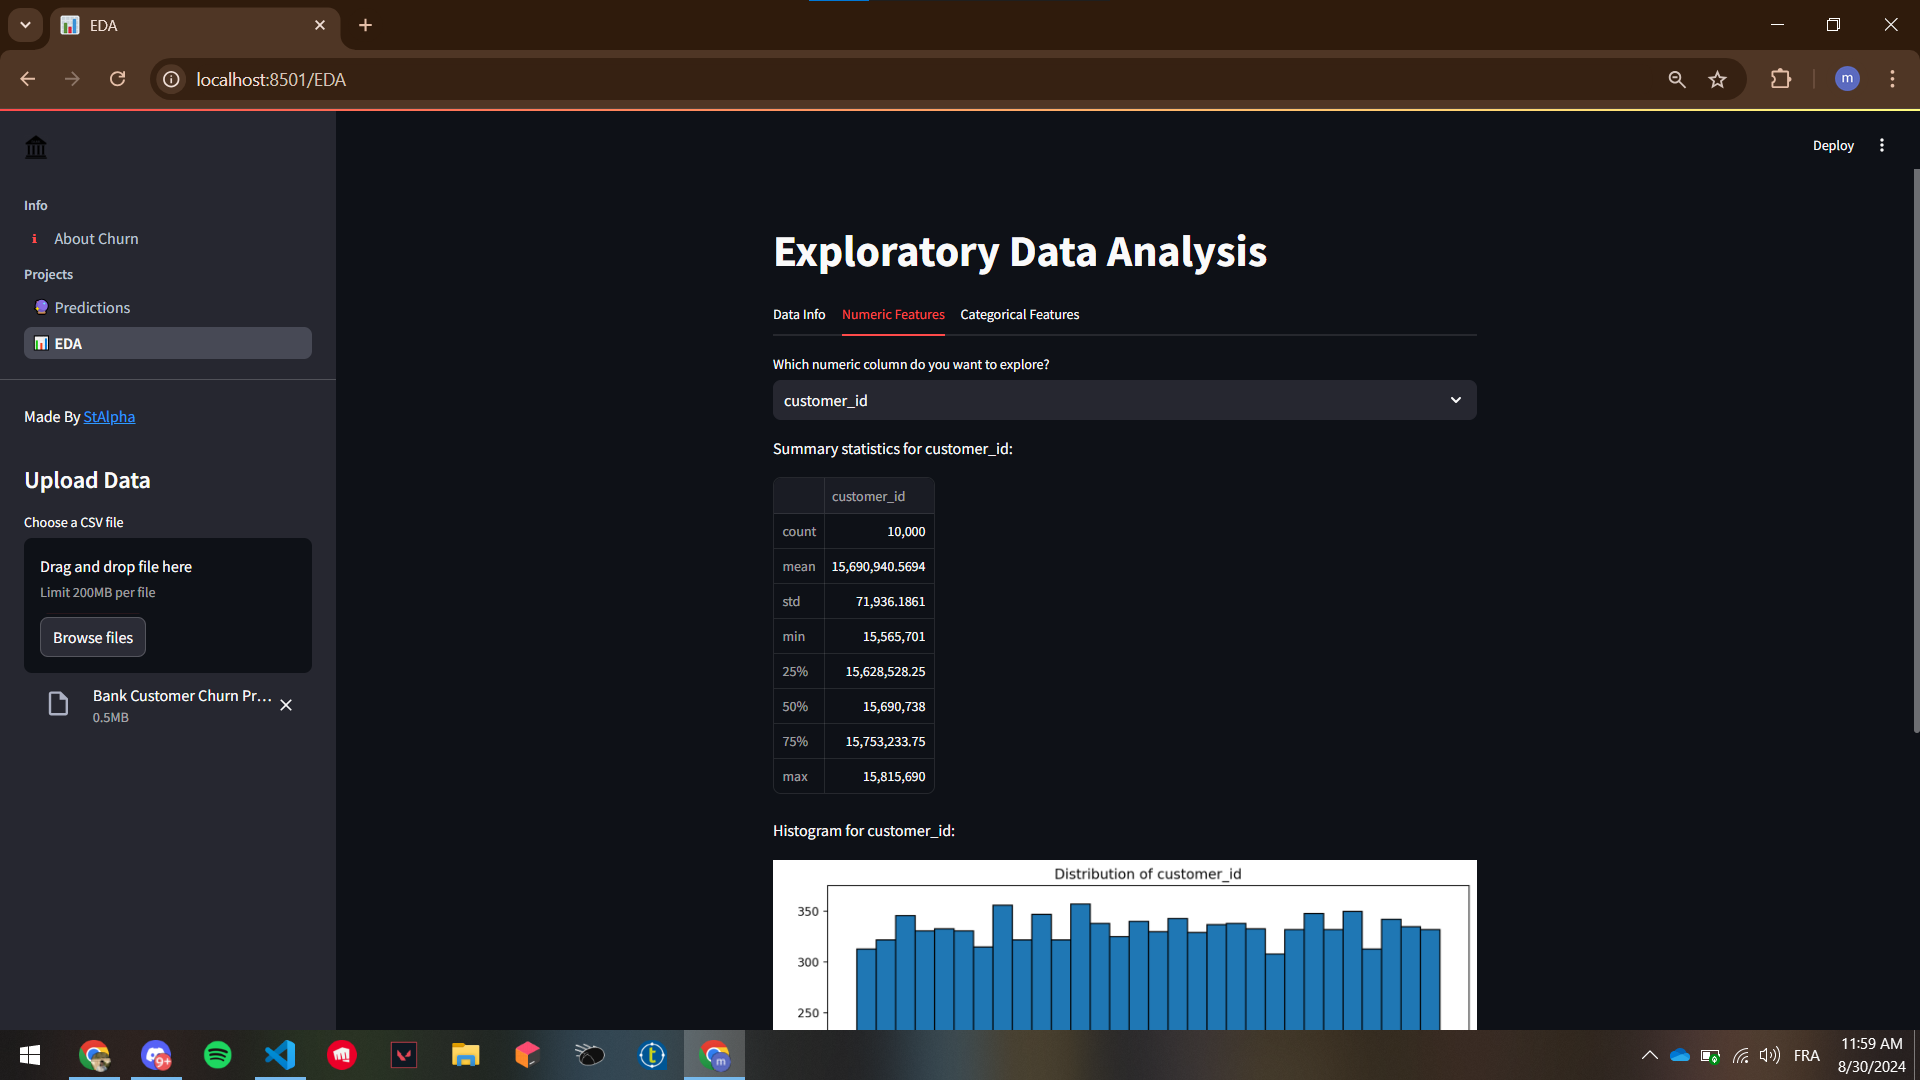 EDA
localhost:8501/EDA
m
Deploy
Info
About Churn
Projects
Predictions
EDA
Made By StAlpha
Upload Data
Choose a CSV file
Drag and drop file here
Limit 200MB per file
Browse files
Bank Customer Churn Pr...
0.5MB
Exploratory Data Analysis
Data Info Numeric Features Categorical Features
Which numeric column do you want to explore?
customer_id
Summary statistics for customer_id:
customer_id
count 10,000
mean 15,690,940.5694
std 71,936.1861
min 15,565,701
25% 15,628,528.25
50% 15,690,738
75% 15,753,233.75
max 15,815,690
Histogram for customer_id:
Distribution of customer_id
350
300
250
9+
m
FRA
11:59 AM
8/30/2024